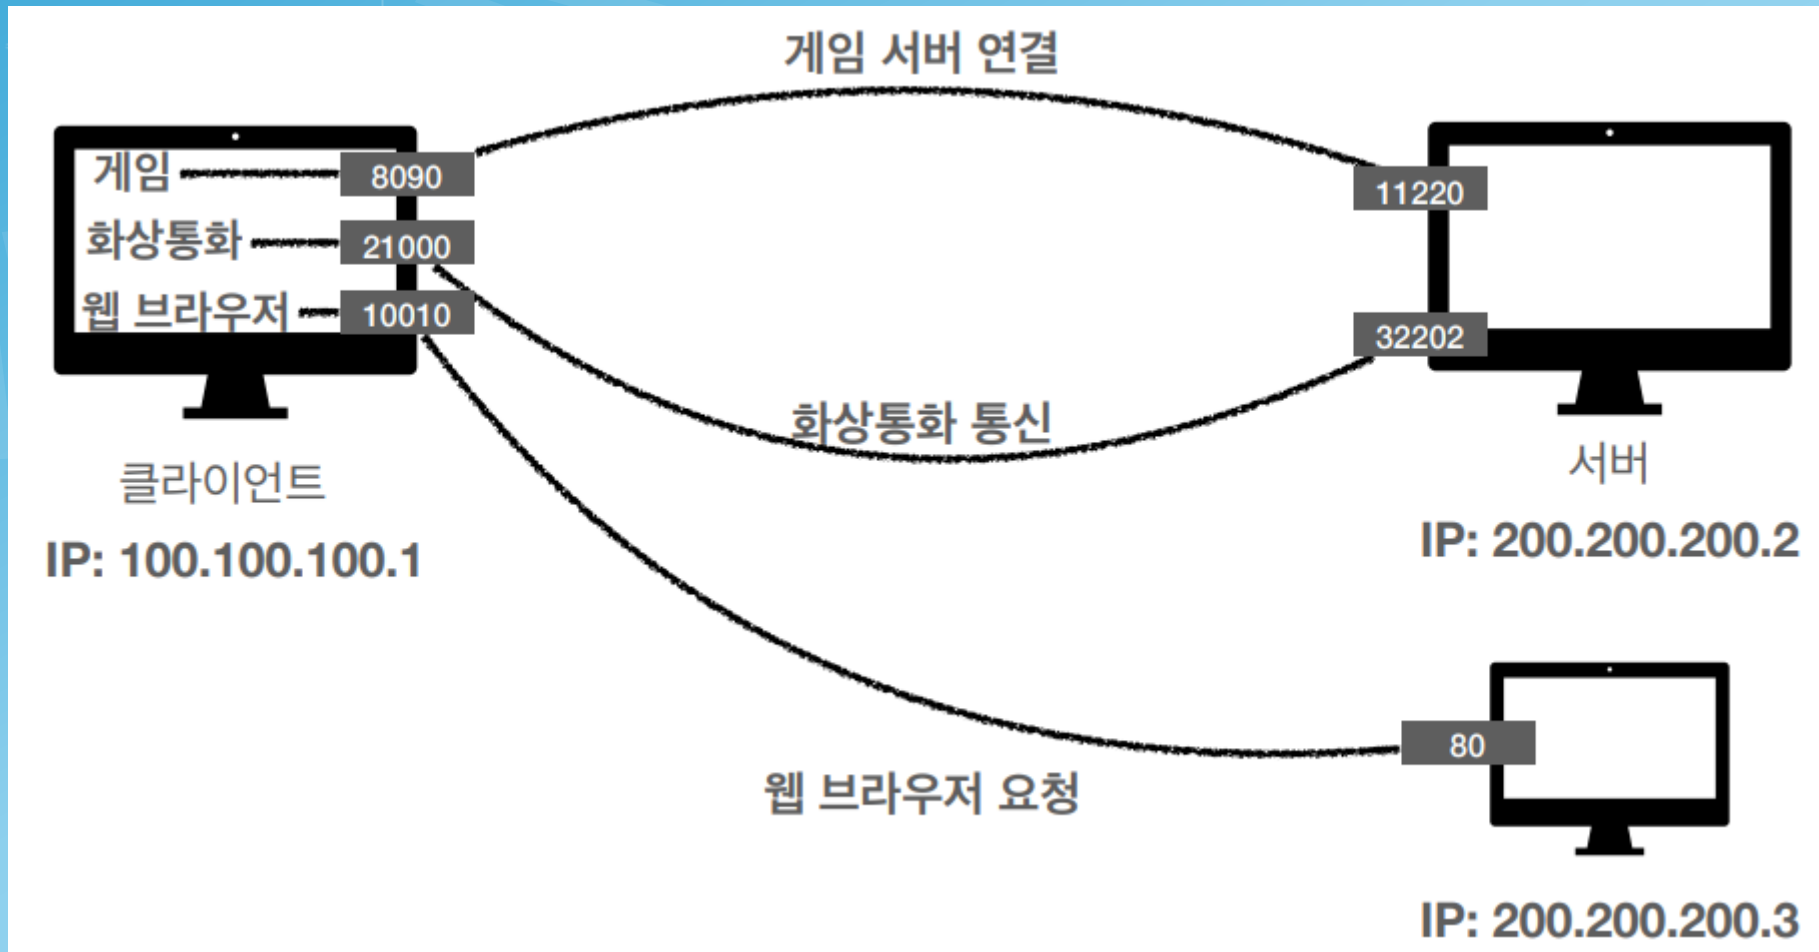 게임 서버 연결
게임
8090
11220
화상통화
21000
웹 브라우저
10010
32202
화상통화 통신
클라이언트
서버
IP: 100.100.100.1
IP: 200.200.200.2
80
웹 브라우저 요청
IP: 200.200.200.3